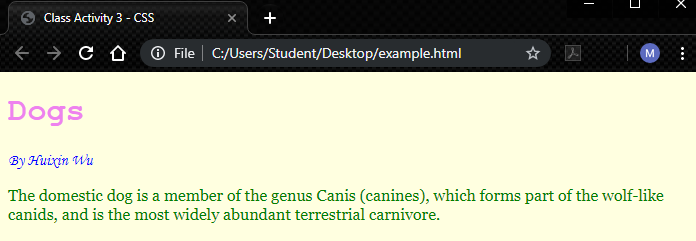 Class Activity 3 - CSS
File C:/Users/Student/Desktop/example.html
M
Dogs
By Huixin Wu
The domestic dog is a member of the genus Canis (canines), which forms part of the wolf-like
canids, and is the most widely abundant terrestrial carnivore.